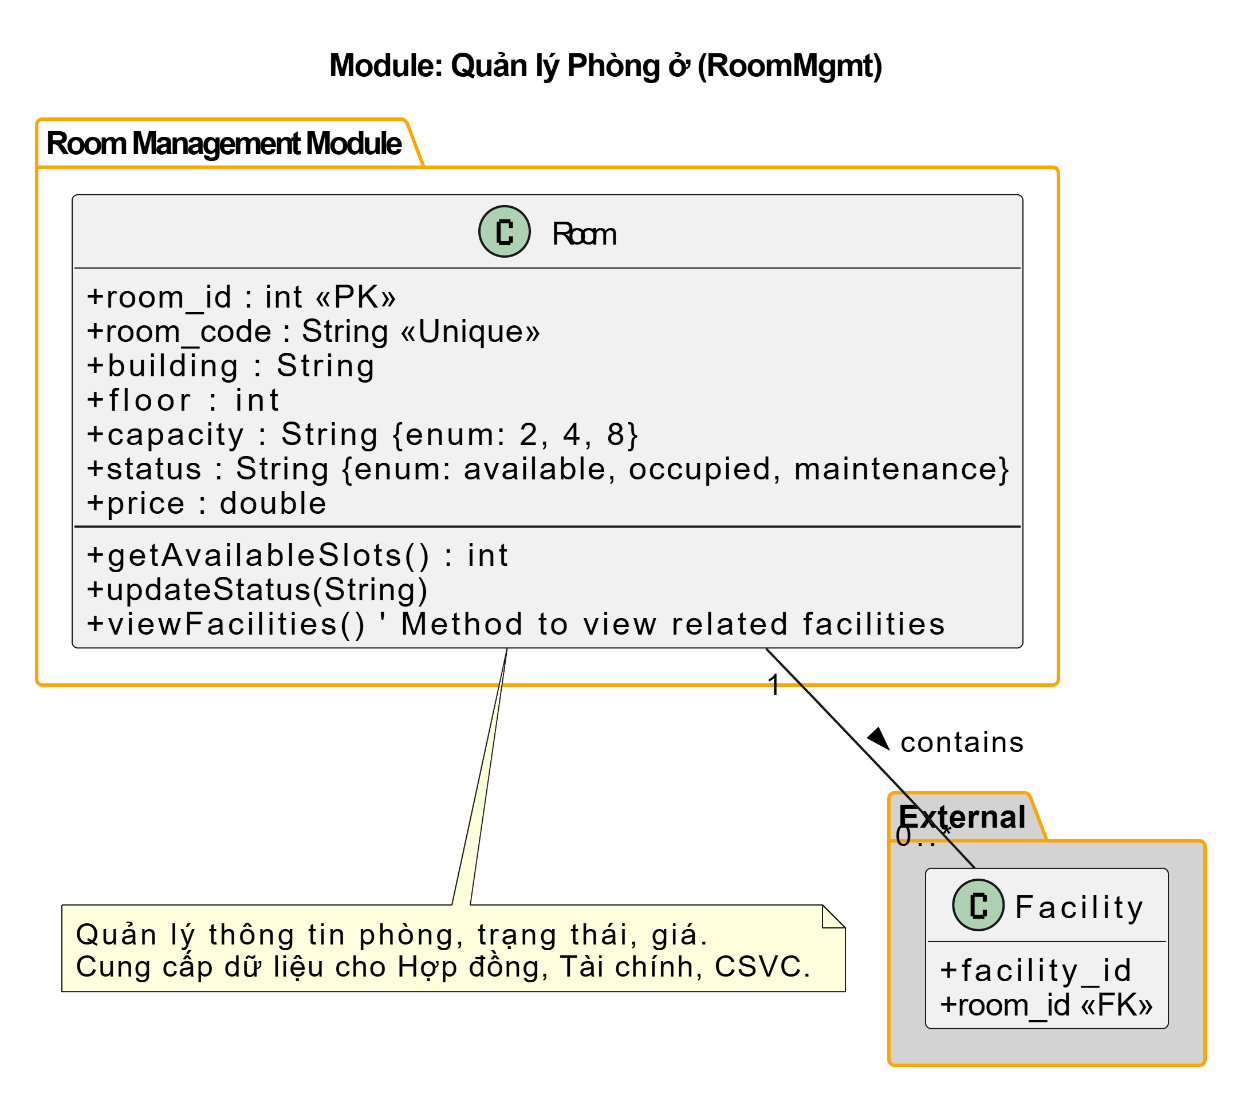 Module: Quản lý Phòng ở (RoomMgmt)
Room Management Module
C Room
+room_id : int «PK»
+room_code : String «Unique»
+building : String
+floor : int
+capacity : String {enum: 2, 4, 8}
+status : String {enum: available, occupied, maintenance}
+price : double
+getAvailableSlots() : int
+updateStatus(String)
+viewFacilities() ' Method to view related facilities
1
contains
External
0..*
C Facility
+facility_id
+room_id «FK»
Quản lý thông tin phòng, trạng thái, giá.
Cung cấp dữ liệu cho Hợp đồng, Tài chính, CSVC.